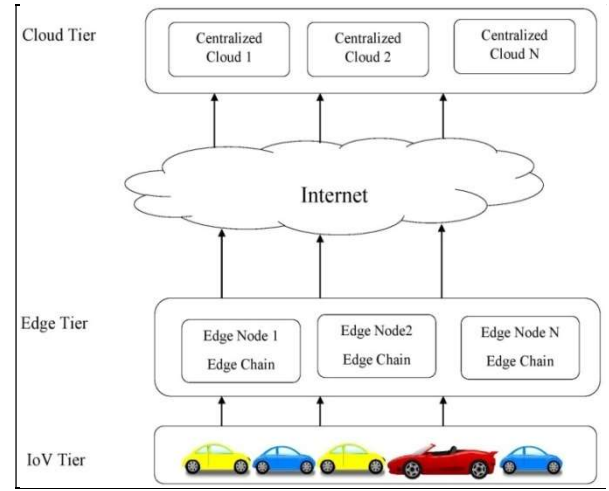 Cloud Tier
Centralized
Cloud 1
Centralized
Cloud 2
Centralized
Cloud N
Internet
Edge Tier
Edge Node 1
Edge Chain
Edge Node2
Edge Chain
Edge Node N
Edge Chain
IoV Tier